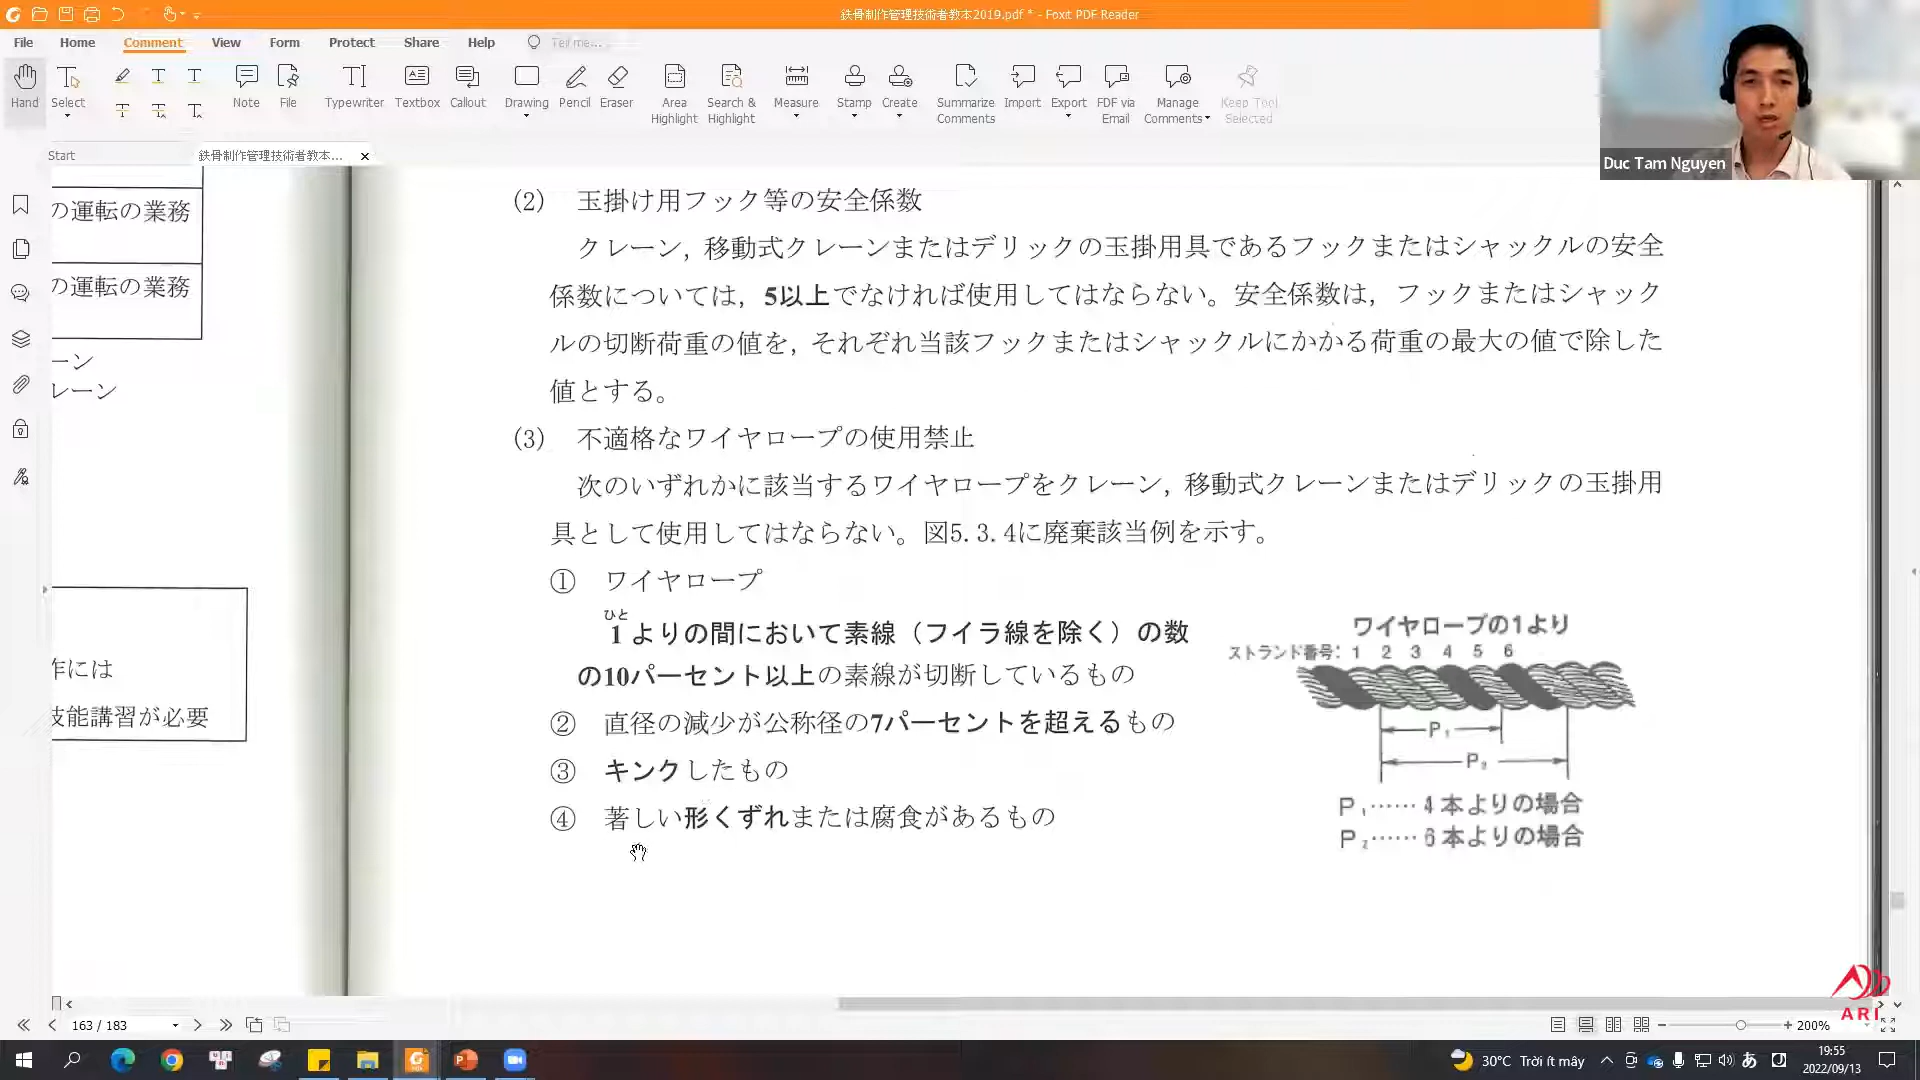 鉄骨制作管理技術者教本2019.pdf * - Foxit PDF Reader
File Home Comment View Form Protect Share Help Tell me...
Hand Select Note File Typewriter Textbox Callout Drawing Pencil Eraser Area Highlight Search & Highlight Measure Stamp Create Summarize Comments Import Export PDF via Email Manage Comments Keep Tool Selected
Duc Tam Nguyen
Start 鉄骨制作管理技術者教本...
の運転の業務
の運転の業務
ーン
レーン
作には
技能講習が必要
(2) 玉掛け用フック等の安全係数
クレーン，移動式クレーンまたはデリックの玉掛用具であるフックまたはシャックルの安全
係数については，5以上でなければ使用してはならない。安全係数は，フックまたはシャック
ルの切断荷重の値を，それぞれ当該フックまたはシャックルにかかる荷重の最大の値で除した
値とする。
(3) 不適格なワイヤロープの使用禁止
次のいずれかに該当するワイヤロープをクレーン，移動式クレーンまたはデリックの玉掛用
具として使用してはならない。図5.3.4に廃棄該当例を示す。
① ワイヤロープ
ひと
1よりの間において素線（フイラ線を除く）の数
の10パーセント以上の素線が切断しているもの
② 直径の減少が公称径の7パーセントを超えるもの
③ キンクしたもの
④ 著しい形くずれまたは腐食があるもの
ワイヤロープの1より
ストランド番号: 1 2 3 4 5 6
P₁
P₂
P₁……4本よりの場合
P₂……6本よりの場合
ARI
163 / 183
200%
30°C Trời ít mây
あ
19:55
2022/09/13